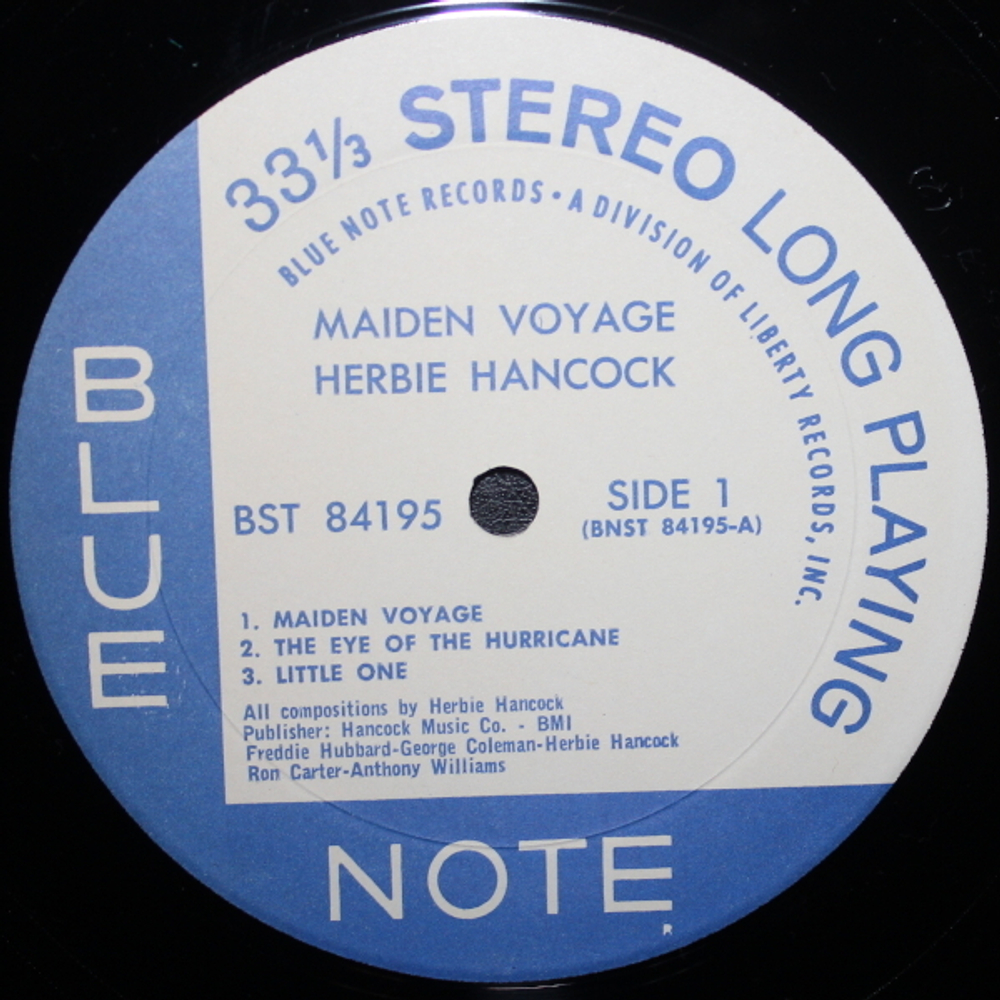 33⅓ STEREO LONG PLAYING
BLUE NOTE RECORDS • A DIVISION OF LIBERTY RECORDS, INC.
MAIDEN VOYAGE
HERBIE HANCOCK
BST 84195
SIDE 1
(BNST 84195-A)
1. MAIDEN VOYAGE
2. THE EYE OF THE HURRICANE
3. LITTLE ONE
All compositions by Herbie Hancock
Publisher: Hancock Music Co. - BMI
Freddie Hubbard-George Coleman-Herbie Hancock
Ron Carter-Anthony Williams
BLUE
NOTE
R